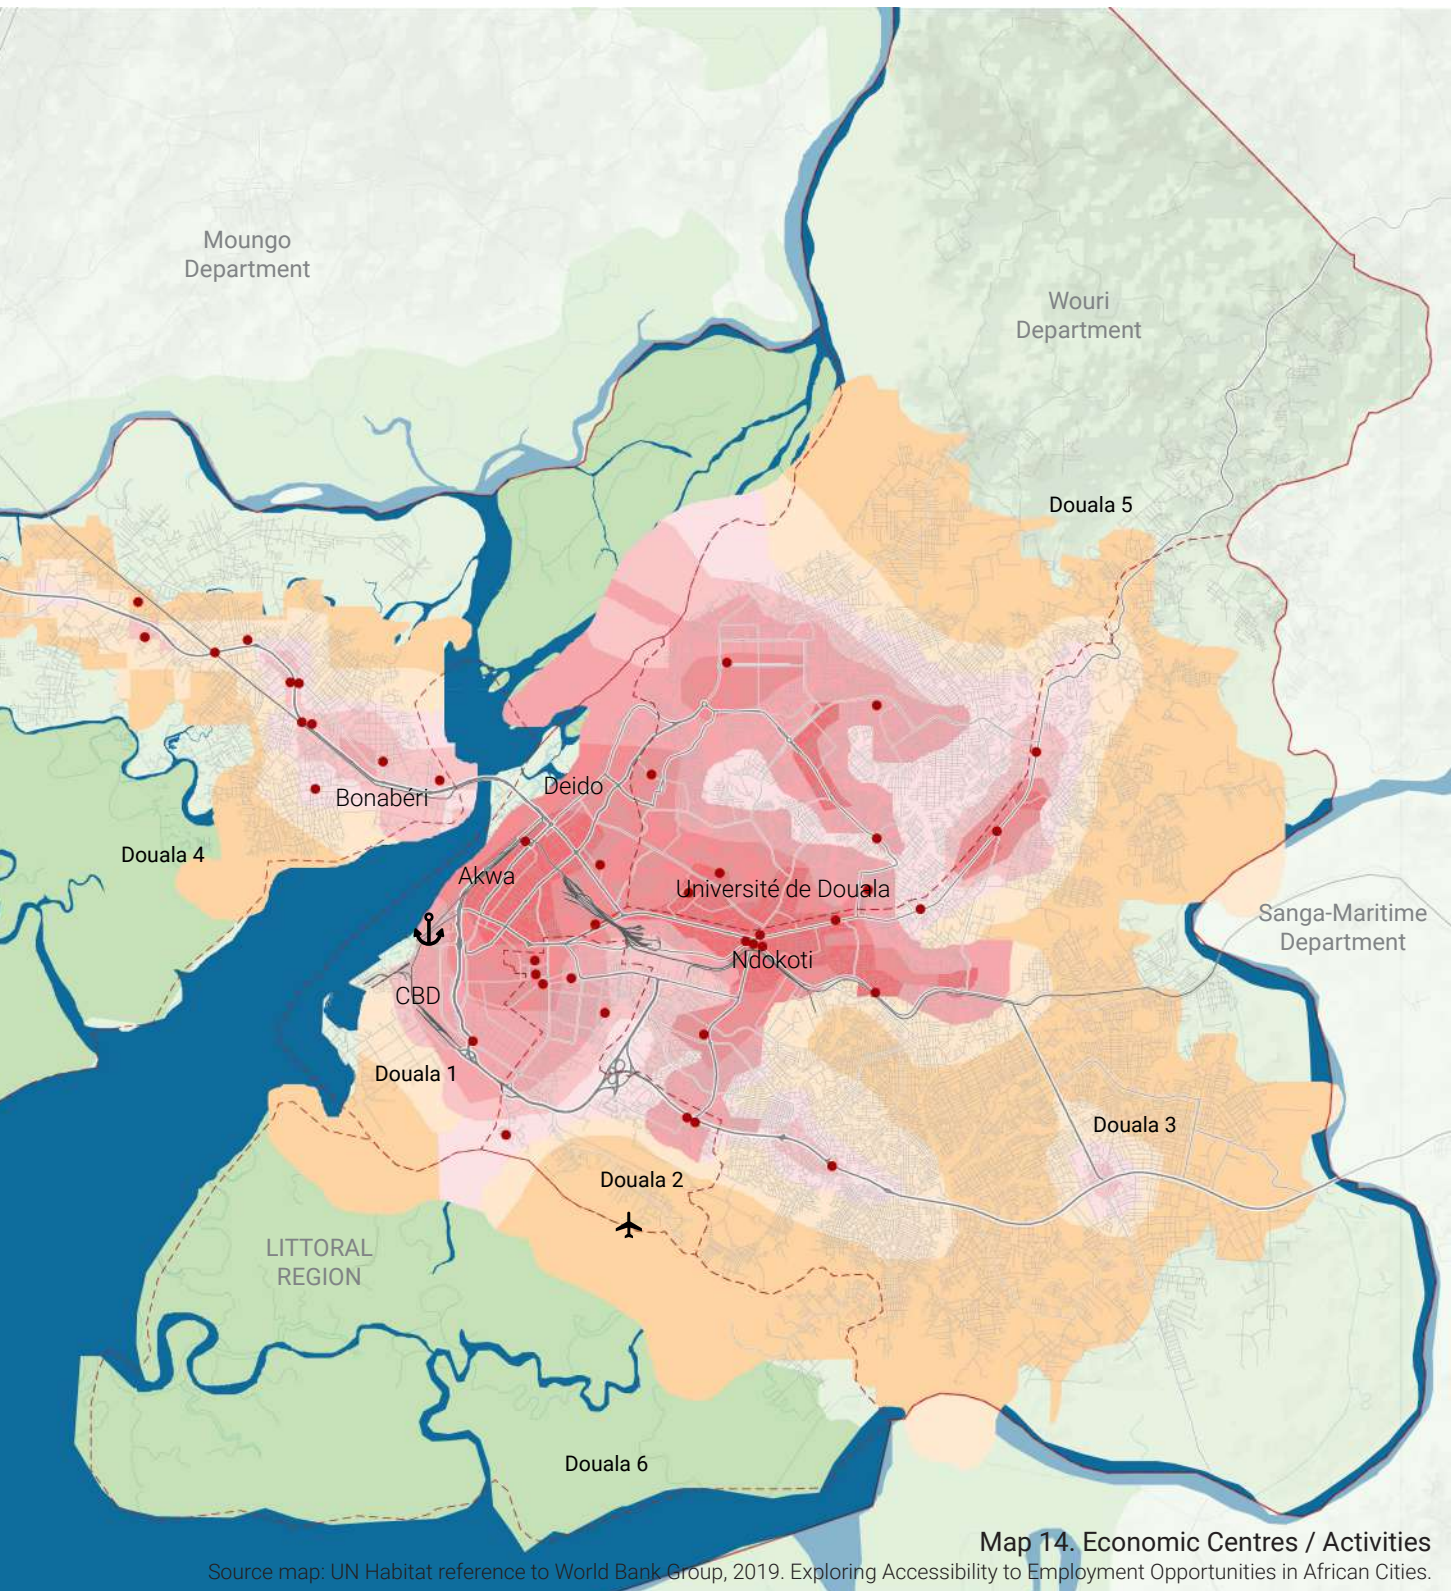 Moungo
Department
Wouri
Department
Douala 5
Deido
Bonabéri
Douala 4
Akwa
Université de Douala
Sanga-Maritime
Department
Ndokoti
CBD
Douala 1
Douala 3
Douala 2
LITTORAL
REGION
Douala 6
Map 14. Economic Centres / Activities
Source map: UN Habitat reference to World Bank Group, 2019. Exploring Accessibility to Employment Opportunities in African Cities.